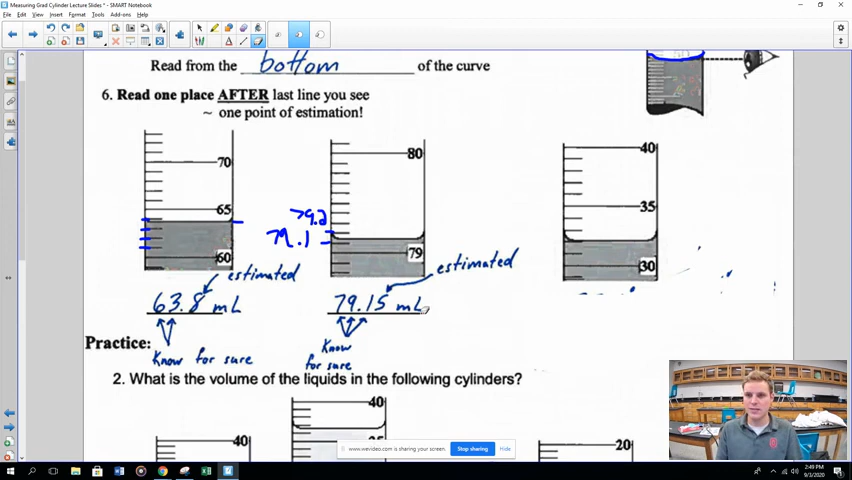 Measuring Grad Cylinder Lecture Slides * - SMART Notebook
File Edit View Insert Format Tools Add-ons Help
Read from the bottom of the curve
6. Read one place AFTER last line you see
~ one point of estimation!
70
65
60
80
79
79.2
79.1
40
35
30
estimated
estimated
63.8 mL
79.15 mL
Know for sure
Know
for sure
Practice:
2. What is the volume of the liquids in the following cylinders?
40
40
20
www.wevideo.com is sharing your screen.
Stop sharing
Hide
2:49 PM
9/3/2020